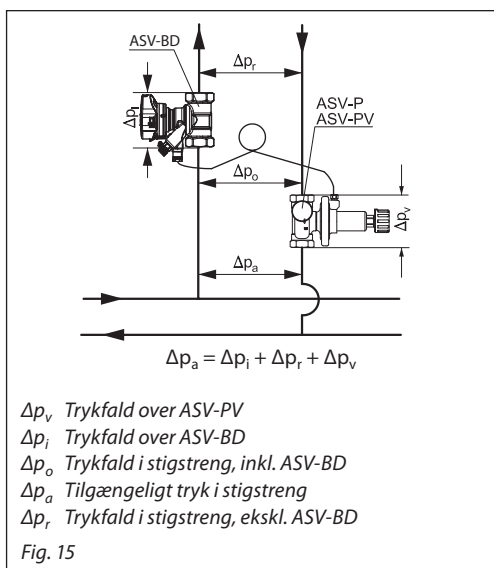 ASV-BD
Δpᵣ
ASV-P
ASV-PV
Δpᵢ
Δpₒ
Δpᵥ
Δpₐ
Δpₐ = Δpᵢ + Δpᵣ + Δpᵥ
Δpᵥ Trykfald over ASV-PV
Δpᵢ Trykfald over ASV-BD
Δpₒ Trykfald i stigstreng, inkl. ASV-BD
Δpₐ Tilgængeligt tryk i stigstreng
Δpᵣ Trykfald i stigstreng, ekskl. ASV-BD
Fig. 15